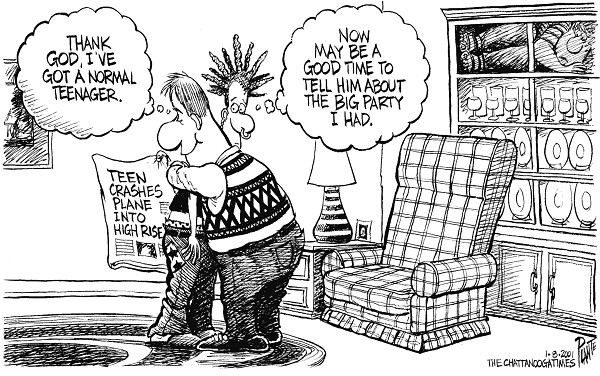 THANK
GOD, I'VE
GOT A NORMAL
TEENAGER.
NOW
MAY BE A
GOOD TIME TO
TELL HIM ABOUT
THE BIG PARTY
I HAD.
TEEN
CRASHES
PLANE
INTO
HIGH RISE
1-8-2001
PLANTE
THE CHATTANOOGA TIMES